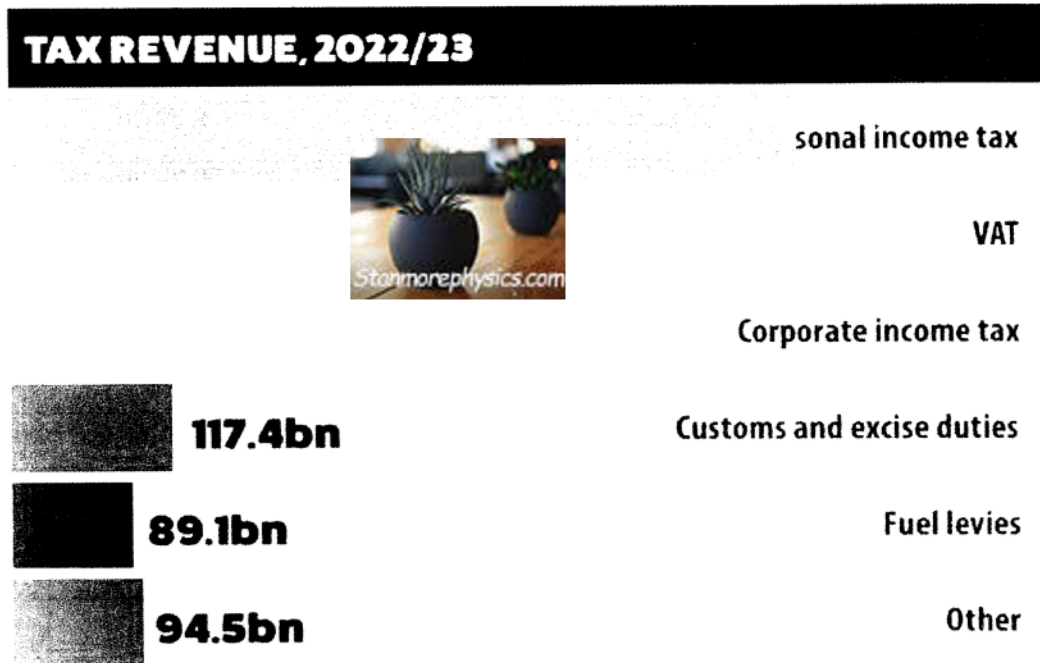 TAX REVENUE, 2022/23
sonal income tax
Stanmorephysics.com
VAT
Corporate income tax
117.4bn Customs and excise duties
89.1bn Fuel levies
94.5bn Other